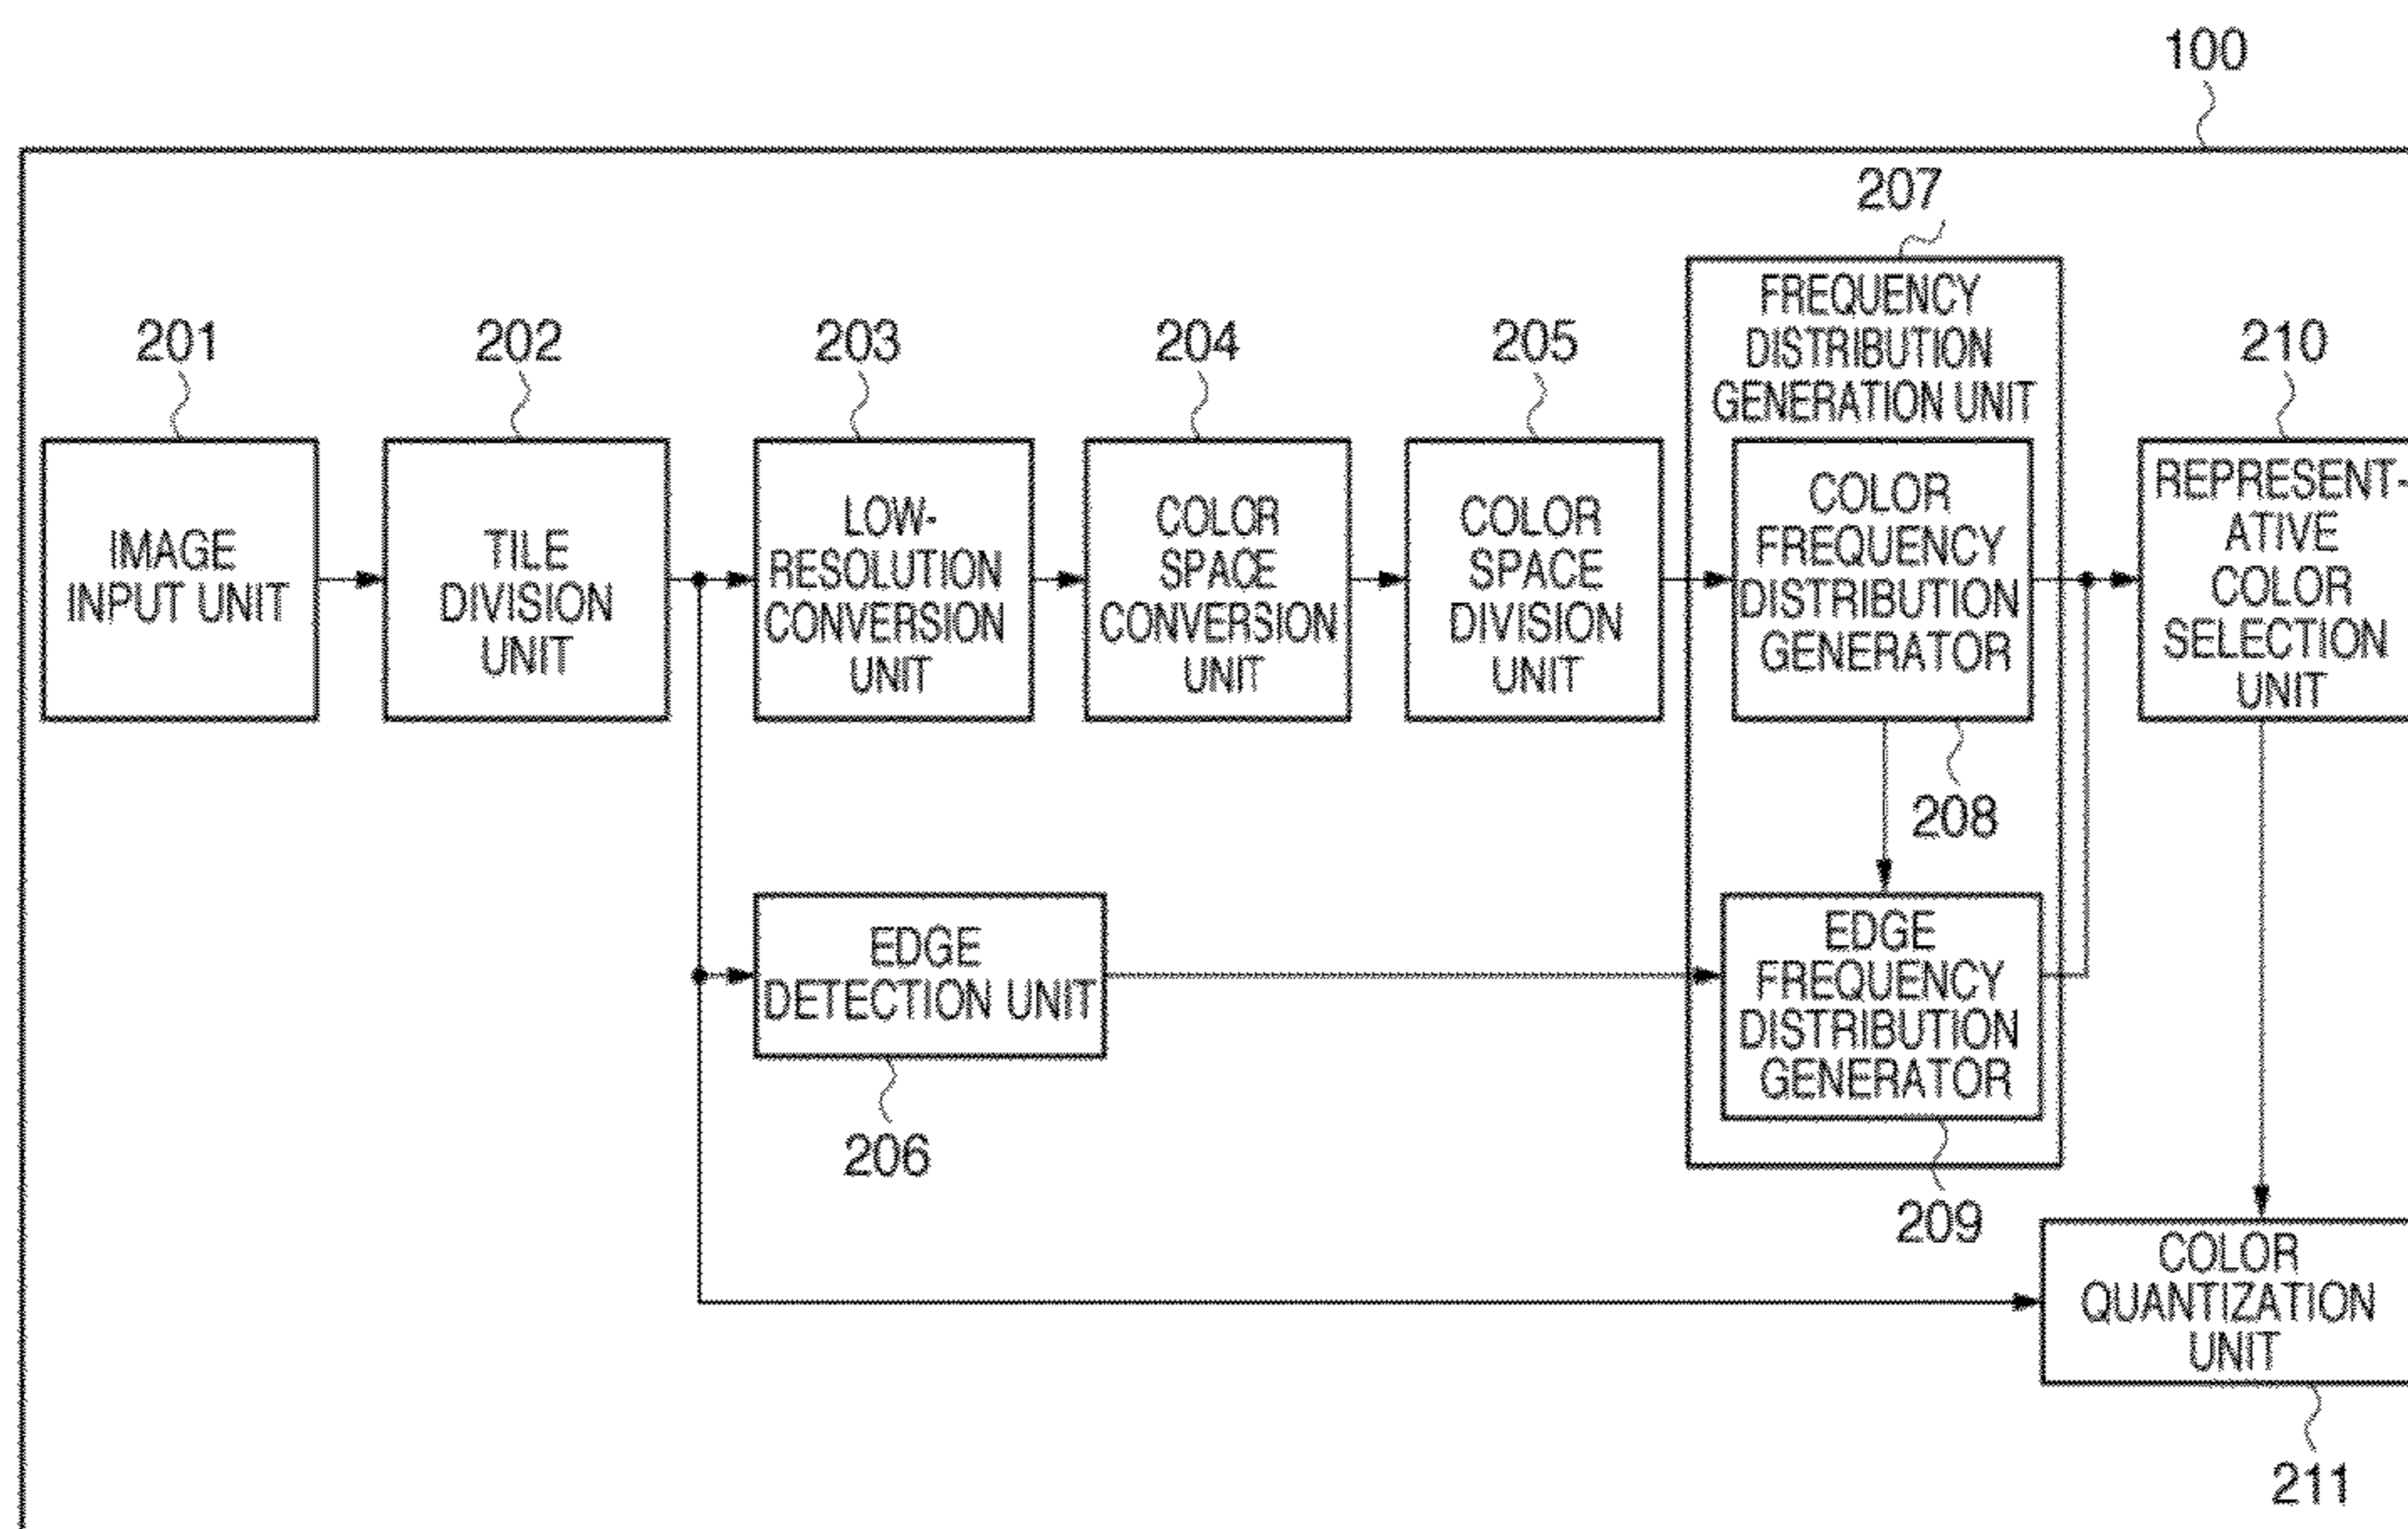 100
207
FREQUENCY
DISTRIBUTION
GENERATION UNIT
201
202
203
204
205
210
IMAGE
INPUT UNIT
TILE
DIVISION
UNIT
LOW-
RESOLUTION
CONVERSION
UNIT
COLOR
SPACE
CONVERSION
UNIT
COLOR
SPACE
DIVISION
UNIT
COLOR
FREQUENCY
DISTRIBUTION
GENERATOR
REPRESENT-
ATIVE
COLOR
SELECTION
UNIT
208
EDGE
DETECTION UNIT
206
EDGE
FREQUENCY
DISTRIBUTION
GENERATOR
209
COLOR
QUANTIZATION
UNIT
211